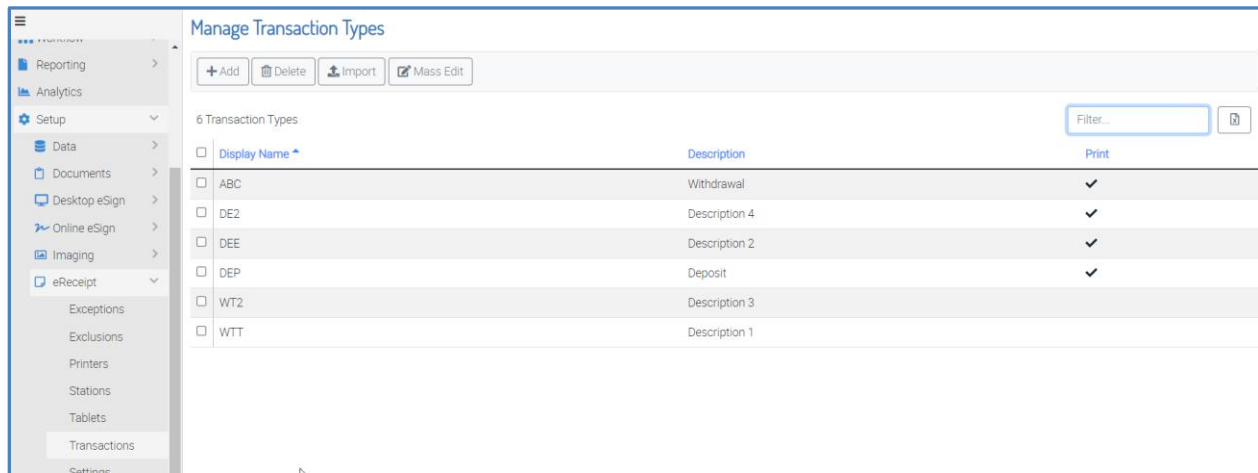 Manage Transaction Types
Workflow
Reporting
Analytics
Setup
Data
Documents
Desktop eSign
Online eSign
Imaging
eReceipt
Exceptions
Exclusions
Printers
Stations
Tablets
Transactions
Settings
Add Delete Import Mass Edit
6 Transaction Types Filter...
Display Name Description Print
ABC Withdrawal
DE2 Description 4
DEE Description 2
DEP Deposit
WT2 Description 3
WTT Description 1